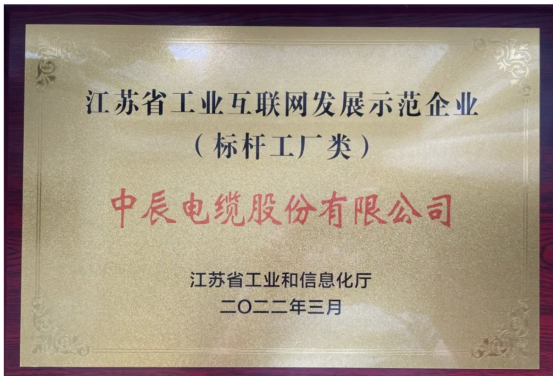 江苏省工业互联网发展示范企业
（标杆工厂类）
中辰电缆股份有限公司
江苏省工业和信息化厅
二〇二二年三月